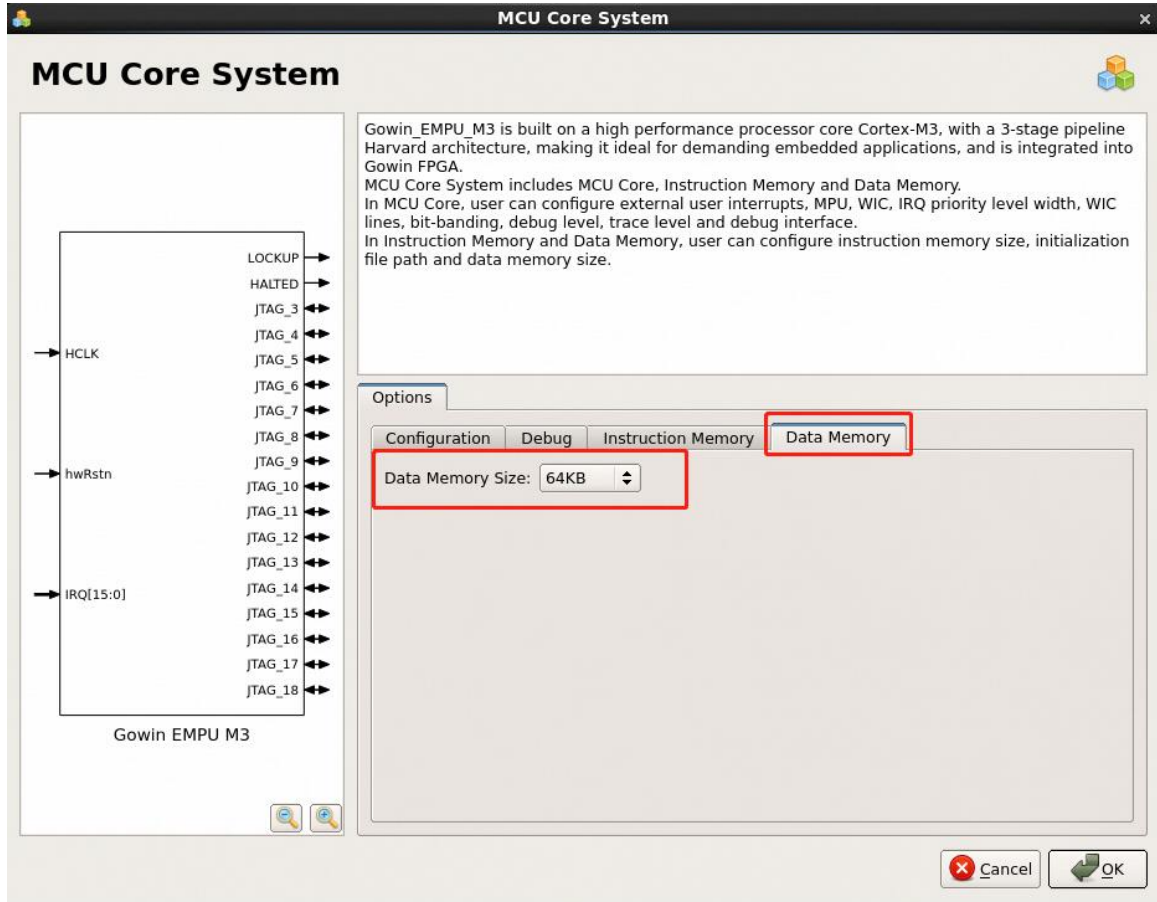 MCU Core System
MCU Core System
Gowin_EMPU_M3 is built on a high performance processor core Cortex-M3, with a 3-stage pipeline
Harvard architecture, making it ideal for demanding embedded applications, and is integrated into
Gowin FPGA.
MCU Core System includes MCU Core, Instruction Memory and Data Memory.
In MCU Core, user can configure external user interrupts, MPU, WIC, IRQ priority level width, WIC
lines, bit-banding, debug level, trace level and debug interface.
In Instruction Memory and Data Memory, user can configure instruction memory size, initialization
file path and data memory size.
LOCKUP
HALTED
JTAG_3
JTAG_4
HCLK
JTAG_5
JTAG_6
JTAG_7
JTAG_8
JTAG_9
hwRstn
JTAG_10
JTAG_11
JTAG_12
JTAG_13
JTAG_14
IRQ[15:0]
JTAG_15
JTAG_16
JTAG_17
JTAG_18
Gowin EMPU M3
Options
Configuration Debug Instruction Memory Data Memory
Data Memory Size: 64KB
Cancel OK